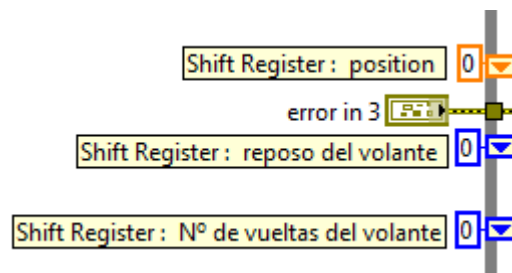 Shift Register : position 0
error in 3
Shift Register : reposo del volante 0
Shift Register : Nº de vueltas del volante 0